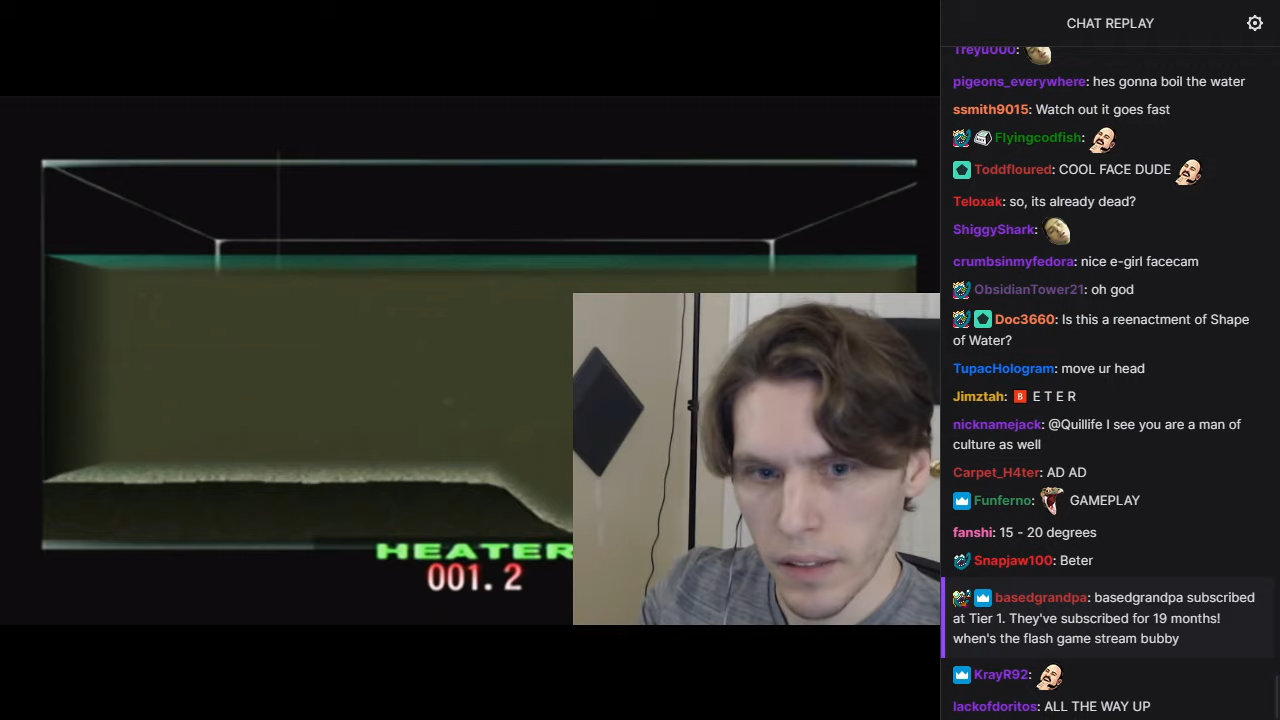 HEATER
001. 2
CHAT REPLAY
Treyu000:
pigeons_everywhere: hes gonna boil the water
ssmith9015: Watch out it goes fast
Flyingcodfish:
Toddfloured: COOL FACE DUDE
Teloxak: so, its already dead?
ShiggyShark:
crumbsinmyfedora: nice e-girl facecam
ObsidianTower21: oh god
Doc3660: Is this a reenactment of Shape
of Water?
TupacHologram: move ur head
Jimztah: B E T E R
nicknamejack: @Quillife I see you are a man of
culture as well
Carpet_H4ter: AD AD
Funferno: GAMEPLAY
fanshi: 15 - 20 degrees
Snapjaw100: Beter
basedgrandpa: basedgrandpa subscribed
at Tier 1. They've subscribed for 19 months!
when's the flash game stream bubby
KrayR92:
lackofdoritos: ALL THE WAY UP